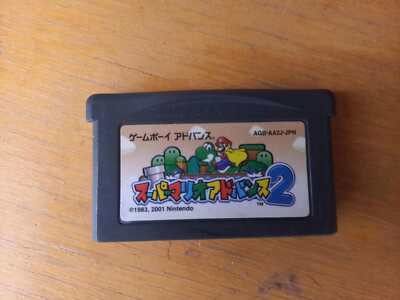 ゲームボーイ アドバンス
AGB-AA2J-JPN
スーパーマリオアドバンス2
TM
©1983, 2001 Nintendo